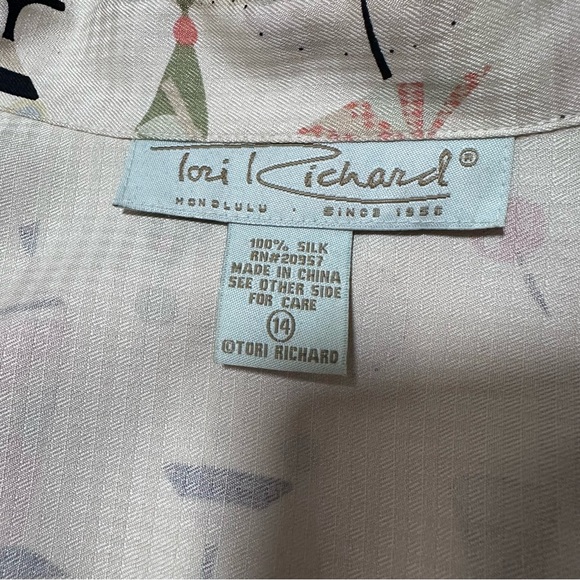 Tori Richard®
HONOLULU · SINCE 1956
100% SILK
RN#20957
MADE IN CHINA
SEE OTHER SIDE
FOR CARE
14
©TORI RICHARD